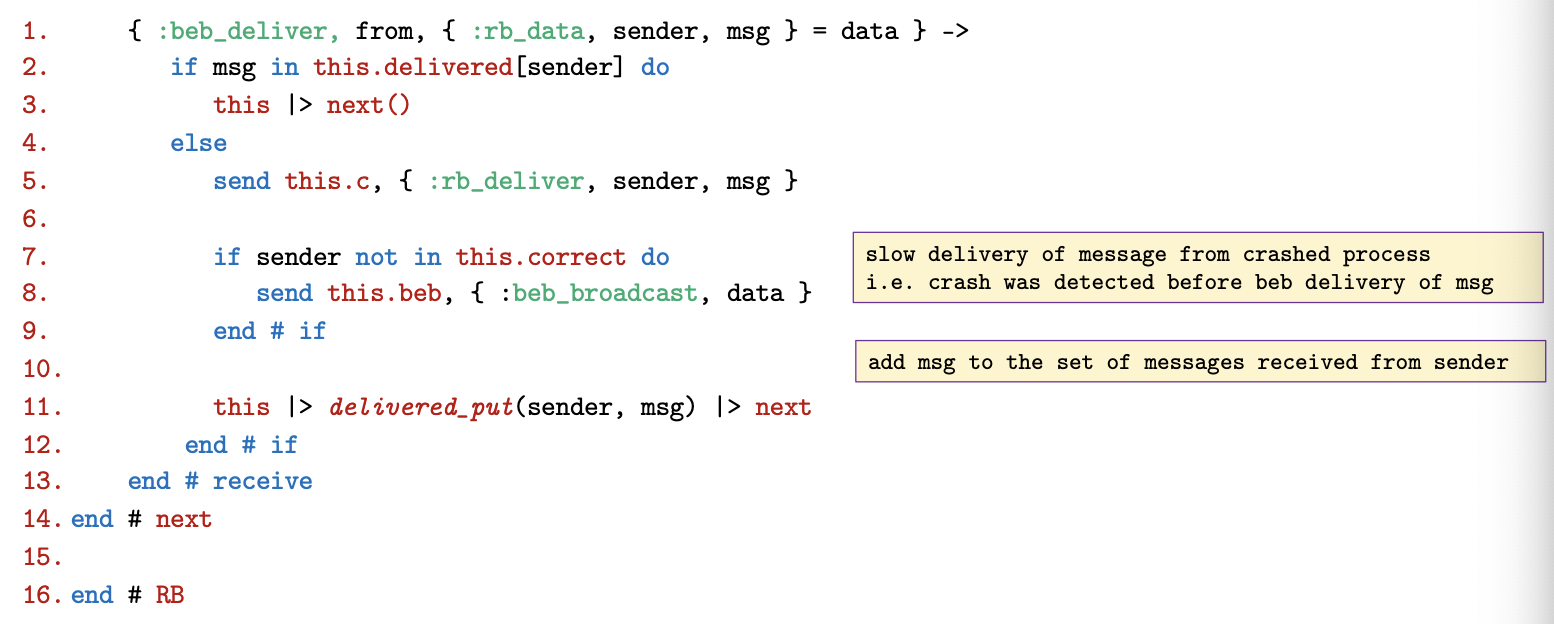 1. { :beb_deliver, from, { :rb_data, sender, msg } = data } ->
2. if msg in this.delivered[sender] do
3. this |> next()
4. else
5. send this.c, { :rb_deliver, sender, msg }
6.
7. if sender not in this.correct do
slow delivery of message from crashed process
i.e. crash was detected before beb delivery of msg
8. send this.beb, { :beb_broadcast, data }
9. end # if
10.
add msg to the set of messages received from sender
11. this |> delivered_put(sender, msg) |> next
12. end # if
13. end # receive
14. end # next
15.
16. end # RB